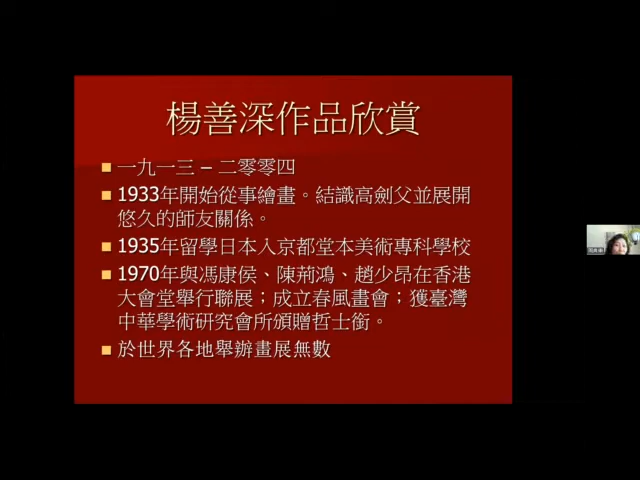 楊善深作品欣賞
一九一三 – 二零零四
1933年開始從事繪畫。結識高劍父並展開
悠久的師友關係。
1935年留學日本入京都堂本美術專科學校
1970年與馮康侯、陳荊鴻、趙少昂在香港
大會堂舉行聯展；成立春風畫會；獲臺灣
中華學術研究會所頒贈哲士銜。
於世界各地舉辦畫展無數